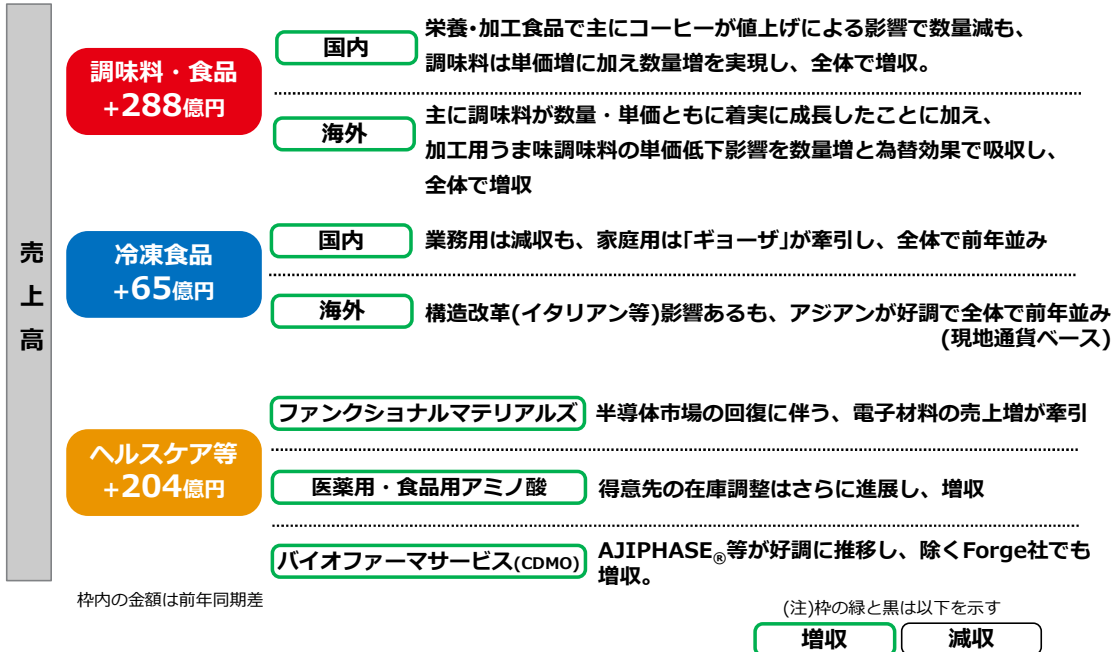 売上高
調味料・食品
+288億円
国内
栄養・加工食品で主にコーヒーが値上げによる影響で数量減も、
調味料は単価増に加え数量増を実現し、全体で増収。
海外
主に調味料が数量・単価ともに着実に成長したことに加え、
加工用うま味調味料の単価低下影響を数量増と為替効果で吸収し、
全体で増収
冷凍食品
+65億円
国内
業務用は減収も、家庭用は「ギョーザ」が牽引し、全体で前年並み
海外
構造改革(イタリアン等)影響あるも、アジアンが好調で全体で前年並み
(現地通貨ベース)
ヘルスケア等
+204億円
ファンクショナルマテリアルズ
半導体市場の回復に伴う、電子材料の売上増が牽引
医薬用・食品用アミノ酸
得意先の在庫調整はさらに進展し、増収
バイオファーマサービス(CDMO)
AJIPHASE®等が好調に推移し、除くForge社でも
増収。
枠内の金額は前年同期差
(注)枠の緑と黒は以下を示す
増収
減収